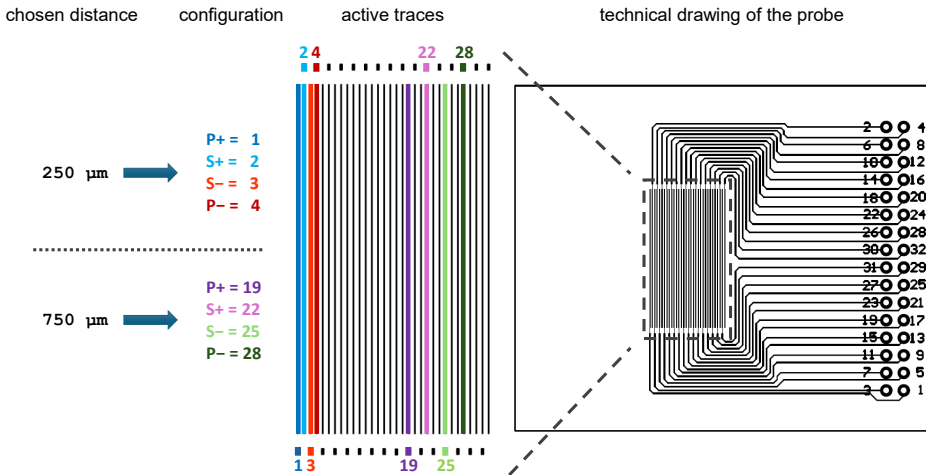 chosen distance
configuration
active traces
technical drawing of the probe
2 4 22 28
250 μm
P+ = 1
S+ = 2
S− = 3
P− = 4
750 μm
P+ = 19
S+ = 22
S− = 25
P− = 28
1 3 19 25
2 4
6 8
10 12
14 16
18 20
22 24
26 28
30 32
31 29
27 25
23 21
19 17
15 13
11 9
7 5
3 1